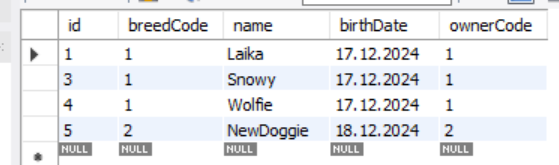 id breedCode name birthDate ownerCode
1 1 Laika 17.12.2024 1
3 1 Snowy 17.12.2024 1
4 1 Wolfie 17.12.2024 1
5 2 NewDoggie 18.12.2024 2
NULL NULL NULL NULL NULL